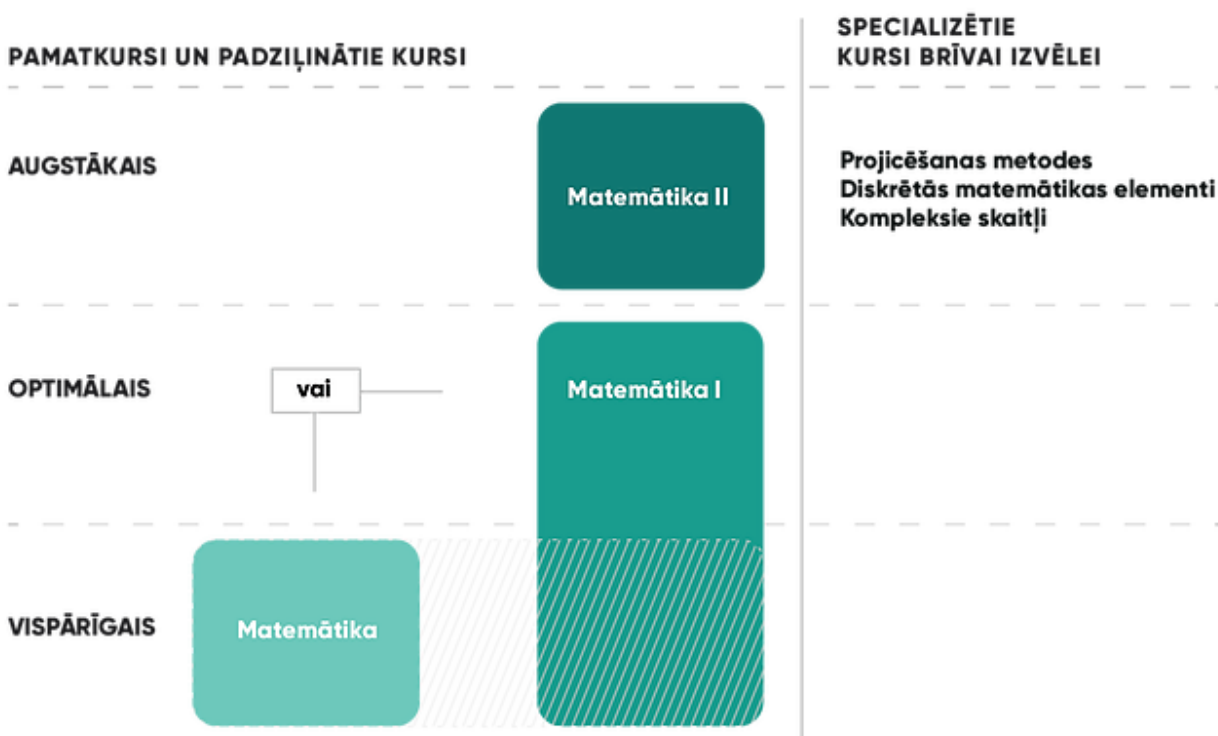 PAMATKURSI UN PADZIĻINĀTIE KURSI
SPECIALIZĒTIE
KURSI BRĪVAI IZVĒLEI
AUGSTĀKAIS
Matemātika II
Projicēšanas metodes
Diskrētās matemātikas elementi
Kompleksie skaitļi
OPTIMĀLAIS
vai
Matemātika I
VISPĀRĪGAIS
Matemātika